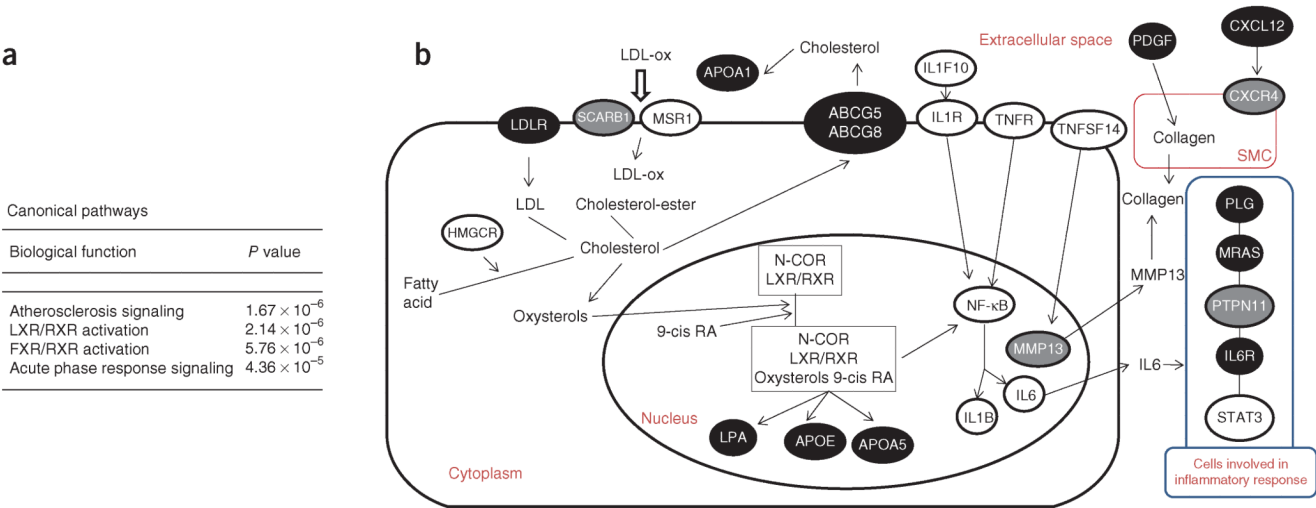 a
Canonical pathways
Biological function P value
Atherosclerosis signaling 1.67 × 10⁻⁶
LXR/RXR activation 2.14 × 10⁻⁶
FXR/RXR activation 5.76 × 10⁻⁶
Acute phase response signaling 4.36 × 10⁻⁵
b
LDL-ox
APOA1
Cholesterol
Extracellular space
PDGF
CXCL12
IL1F10
CXCR4
LDLR
SCARB1
MSR1
ABCG5
ABCG8
IL1R
TNFR
TNFSF14
Collagen
SMC
LDL-ox
LDL
Cholesterol-ester
Collagen
PLG
HMGCR
Cholesterol
MRAS
Fatty
acid
N-COR
LXR/RXR
MMP13
Oxysterols
NF-κB
PTPN11
9-cis RA
N-COR
LXR/RXR
Oxysterols 9-cis RA
MMP13
IL6
IL6R
IL6
IL1B
STAT3
Nucleus
LPA
APOE
APOA5
Cytoplasm
Cells involved in
inflammatory response